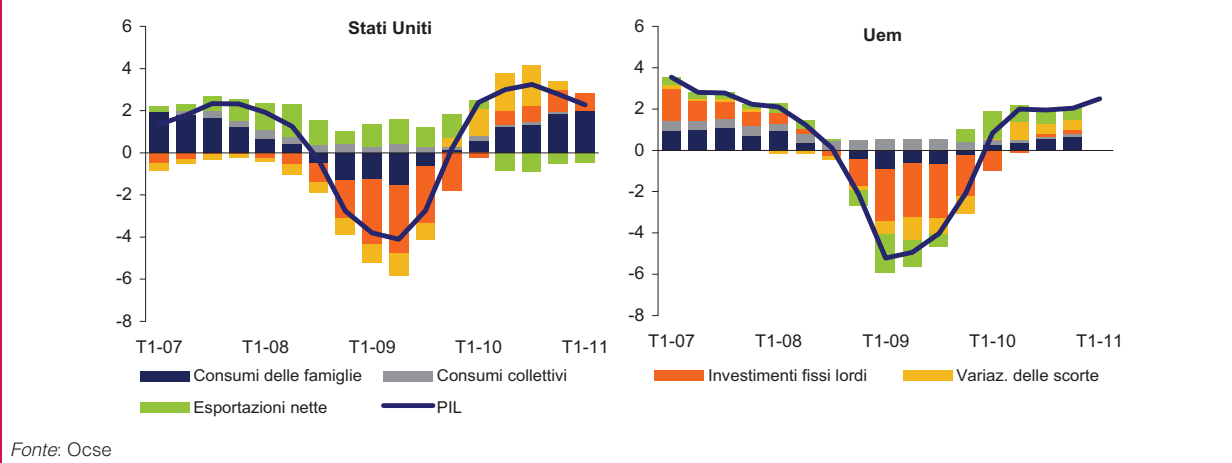 Stati Uniti
6
4
2
0
-2
-4
-6
-8
T1-07 T1-08 T1-09 T1-10 T1-11
Uem
6
4
2
0
-2
-4
-6
-8
T1-07 T1-08 T1-09 T1-10 T1-11
Consumi delle famiglie Consumi collettivi Investimenti fissi lordi Variaz. delle scorte
Esportazioni nette PIL
Fonte: Ocse